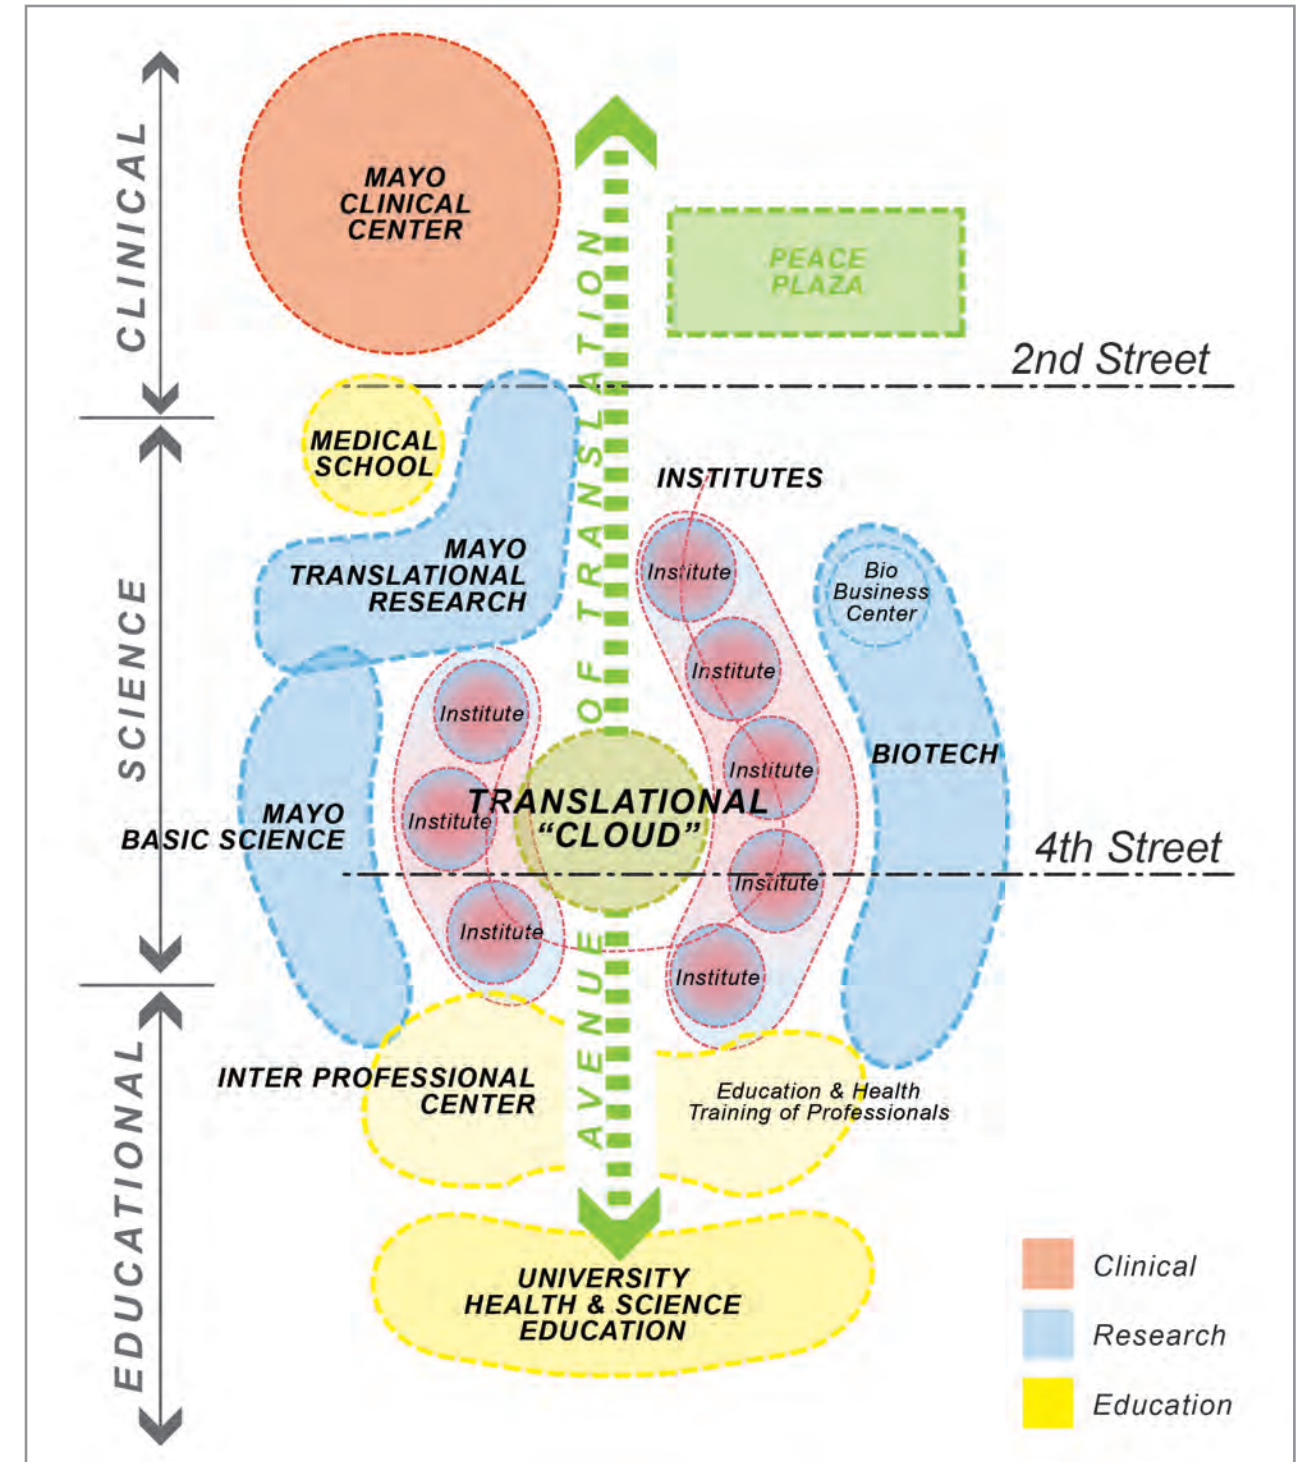 CLINICAL
MAYO
CLINICAL
CENTER
PEACE
PLAZA
2nd Street
AVENUE OF TRANSLATION
SCIENCE
MEDICAL
SCHOOL
MAYO
TRANSLATIONAL
RESEARCH
INSTITUTES
Institute
Institute
Institute
Institute
Institute
Bio
Business
Center
BIOTECH
Institute
Institute
Institute
TRANSLATIONAL
“CLOUD”
MAYO
BASIC SCIENCE
4th Street
EDUCATIONAL
INTER PROFESSIONAL
CENTER
Education & Health
Training of Professionals
UNIVERSITY
HEALTH & SCIENCE
EDUCATION
Clinical
Research
Education